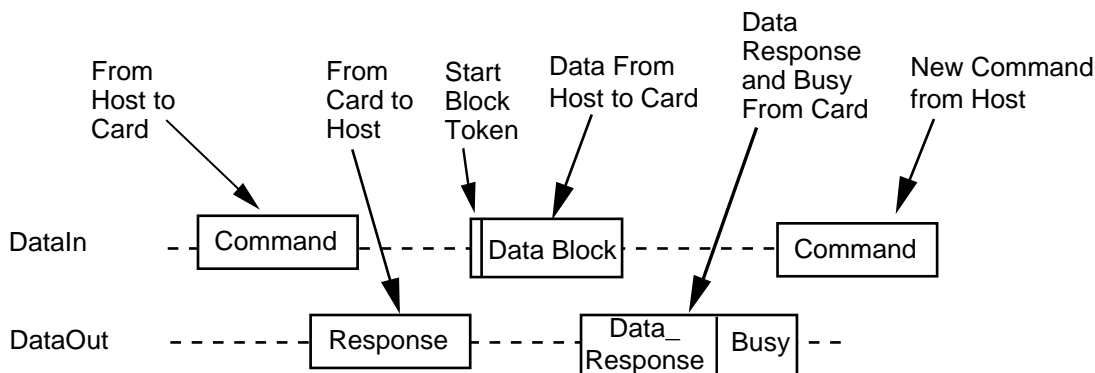 From
Host to
Card
From
Card to
Host
Start
Block
Token
Data From
Host to Card
Data
Response
and Busy
From Card
New Command
from Host
DataIn
Command
Data Block
Command
DataOut
Response
Data_
Response
Busy